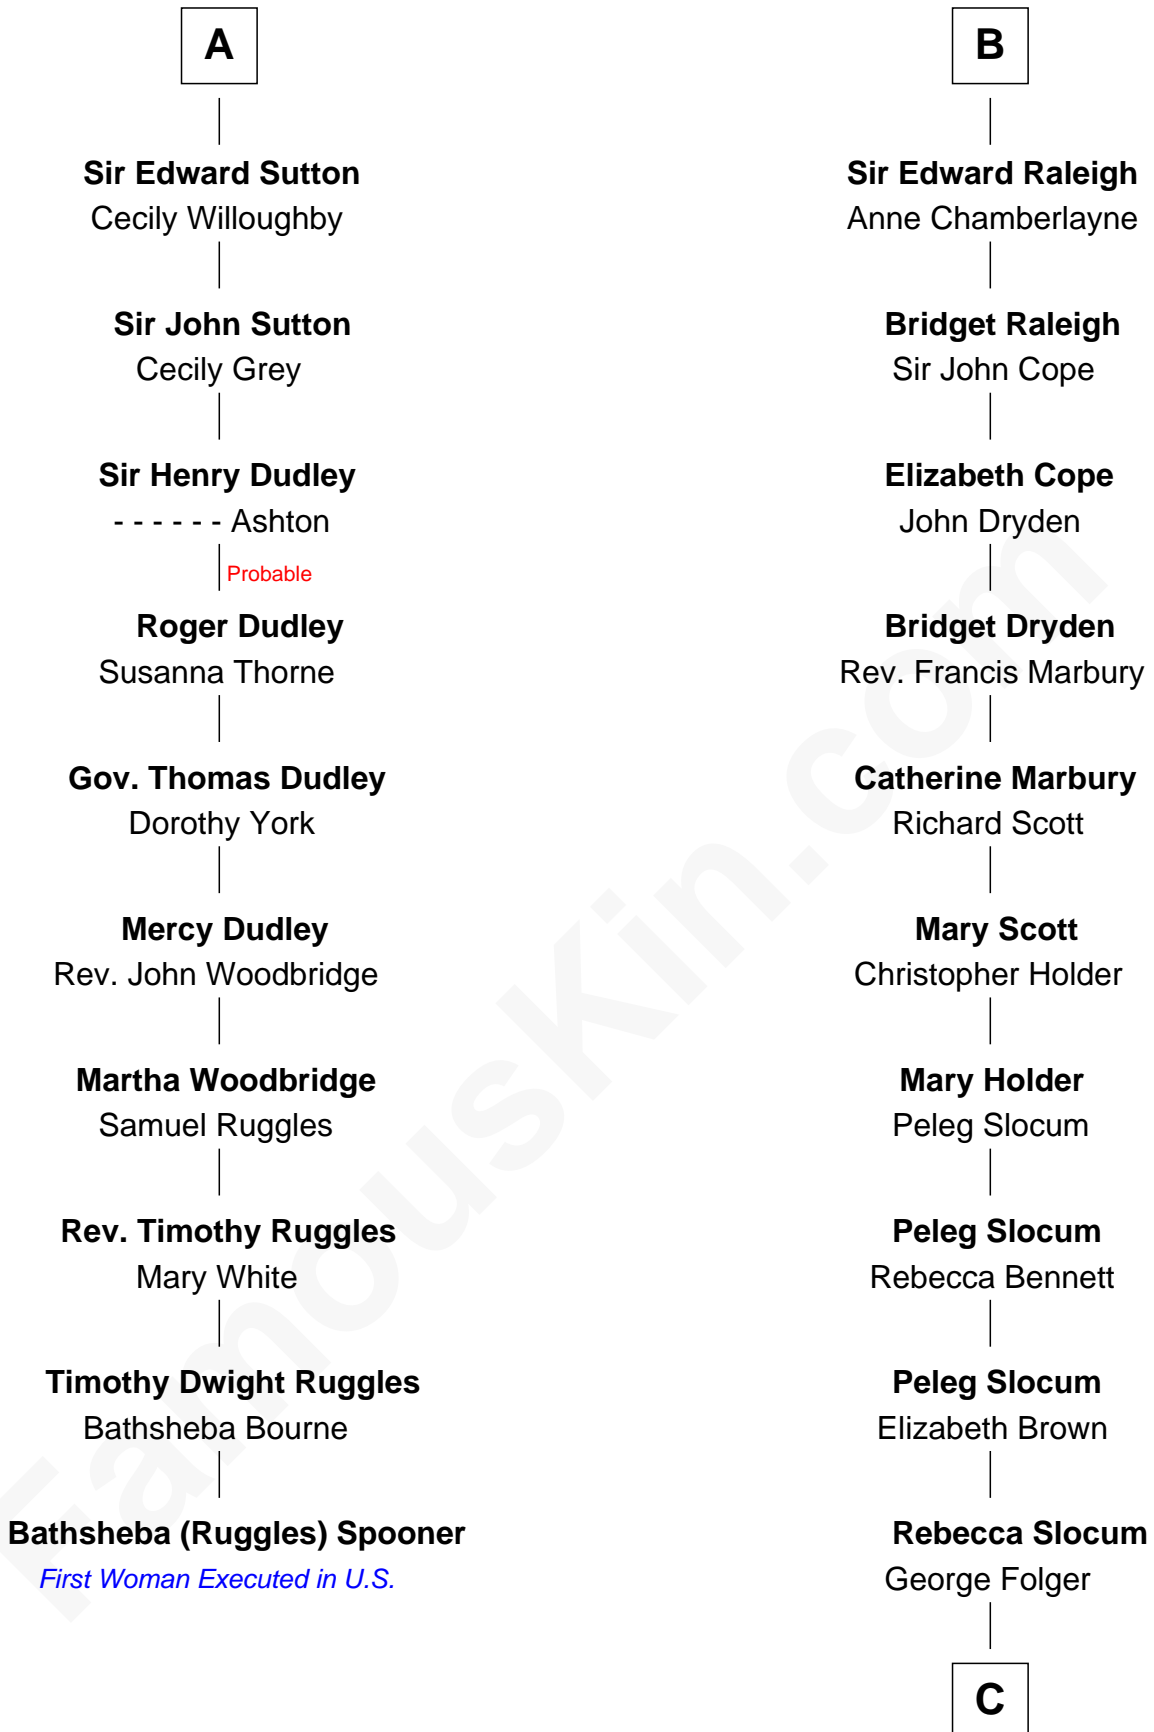 A
Sir Edward Sutton
Cecily Willoughby
Sir John Sutton
Cecily Grey
Sir Henry Dudley
- - - - - - Ashton
Probable
Roger Dudley
Susanna Thorne
Gov. Thomas Dudley
Dorothy York
Mercy Dudley
Rev. John Woodbridge
Martha Woodbridge
Samuel Ruggles
Rev. Timothy Ruggles
Mary White
Timothy Dwight Ruggles
Bathsheba Bourne
Bathsheba (Ruggles) Spooner
First Woman Executed in U.S.
B
Sir Edward Raleigh
Anne Chamberlayne
Bridget Raleigh
Sir John Cope
Elizabeth Cope
John Dryden
Bridget Dryden
Rev. Francis Marbury
Catherine Marbury
Richard Scott
Mary Scott
Christopher Holder
Mary Holder
Peleg Slocum
Peleg Slocum
Rebecca Bennett
Peleg Slocum
Elizabeth Brown
Rebecca Slocum
George Folger
C
FamousKin.com